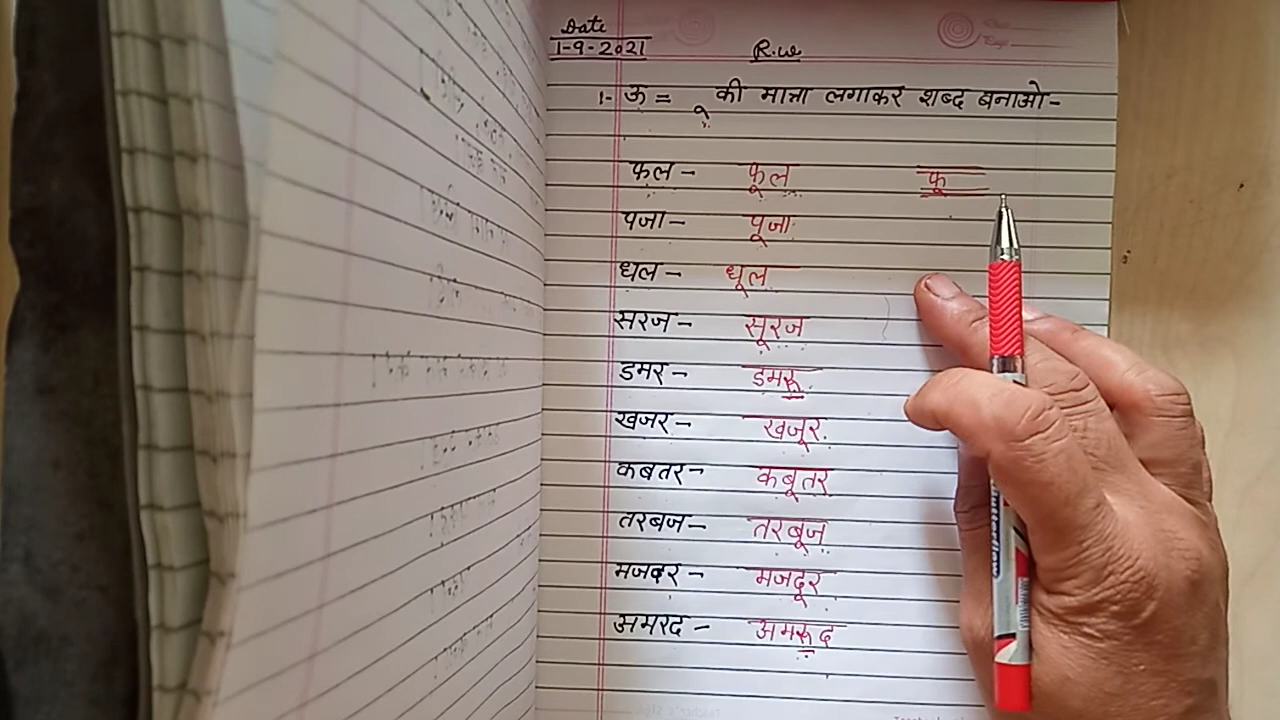 Date
1-9-2021 R.w
1- ऊ = ू की मात्रा लगाकर शब्द बनाओ-
फल - फूल फू
पजा - पूजा
धल - धूल
सरज - सूरज
डमर - डमरू
खजर - खजूर
कबतर - कबूतर
तरबज - तरबूज
मजदर - मजदूर
अमरद - अमरूद